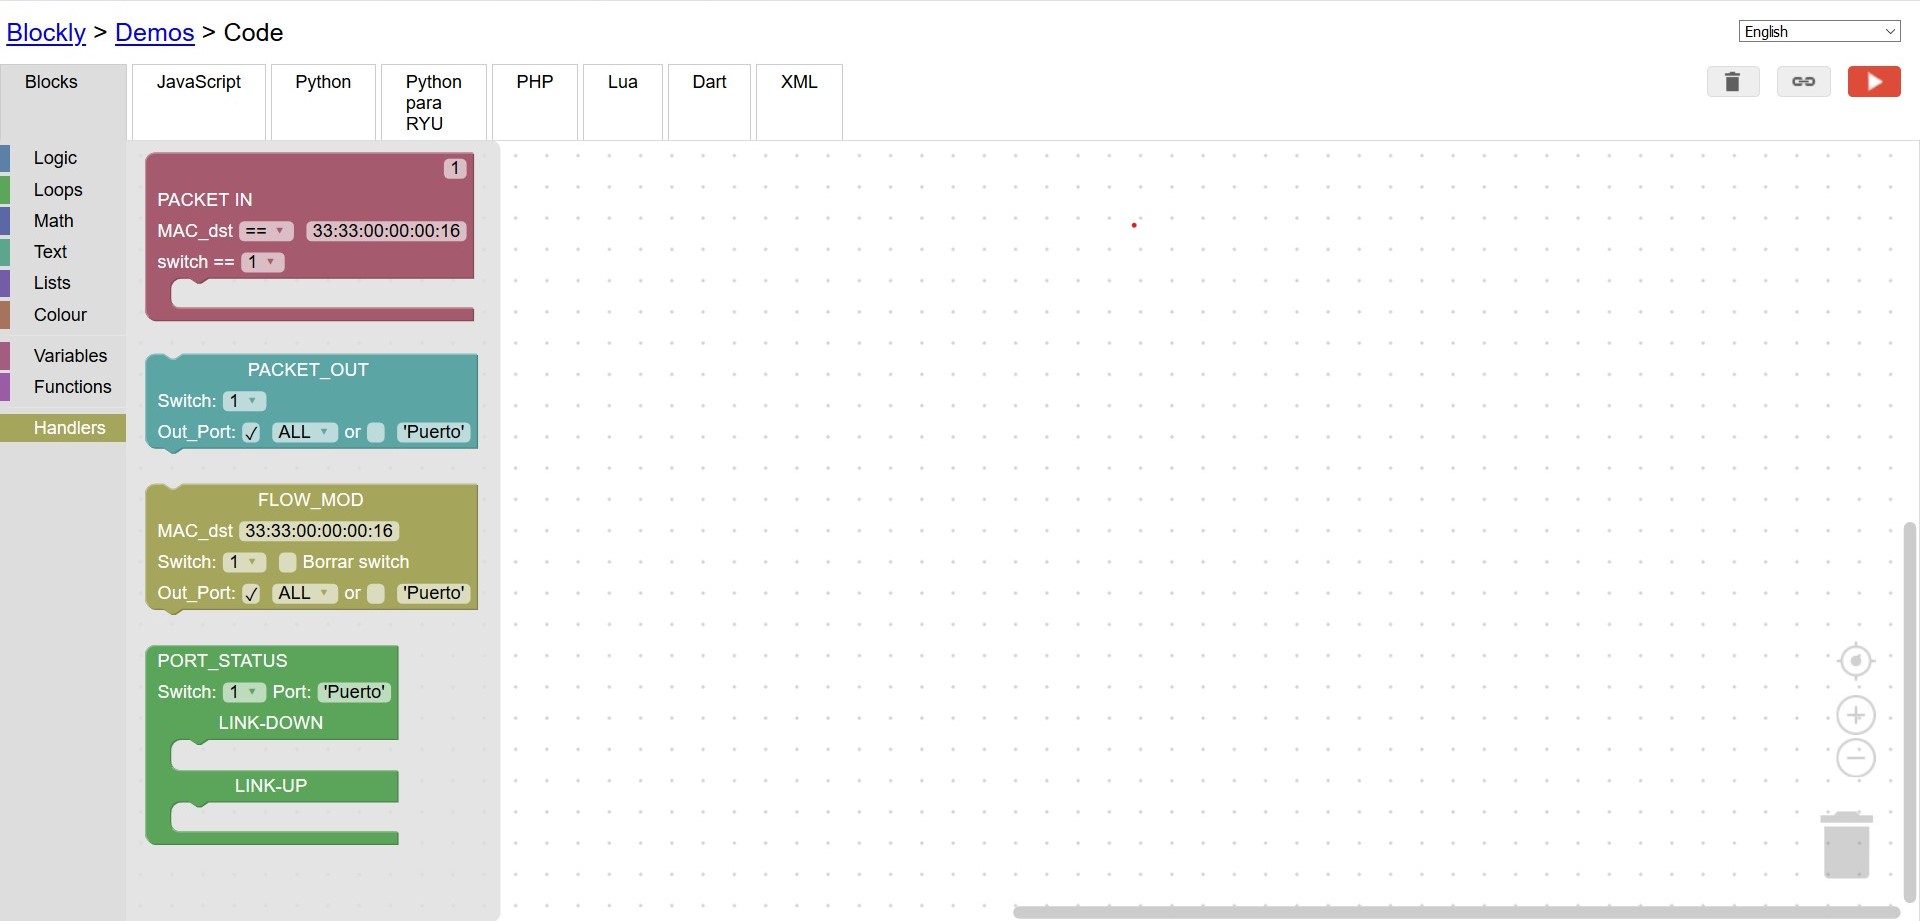 Blockly > Demos > Code
English
Blocks
JavaScript
Python
Python
para
RYU
PHP
Lua
Dart
XML
Logic
Loops
Math
Text
Lists
Colour
Variables
Functions
Handlers
1
PACKET IN
MAC_dst == 33:33:00:00:00:16
switch == 1
PACKET_OUT
Switch: 1
Out_Port: ✓ ALL or 'Puerto'
FLOW_MOD
MAC_dst 33:33:00:00:00:16
Switch: 1 Borrar switch
Out_Port: ✓ ALL or 'Puerto'
PORT_STATUS
Switch: 1 Port: 'Puerto'
LINK-DOWN
LINK-UP